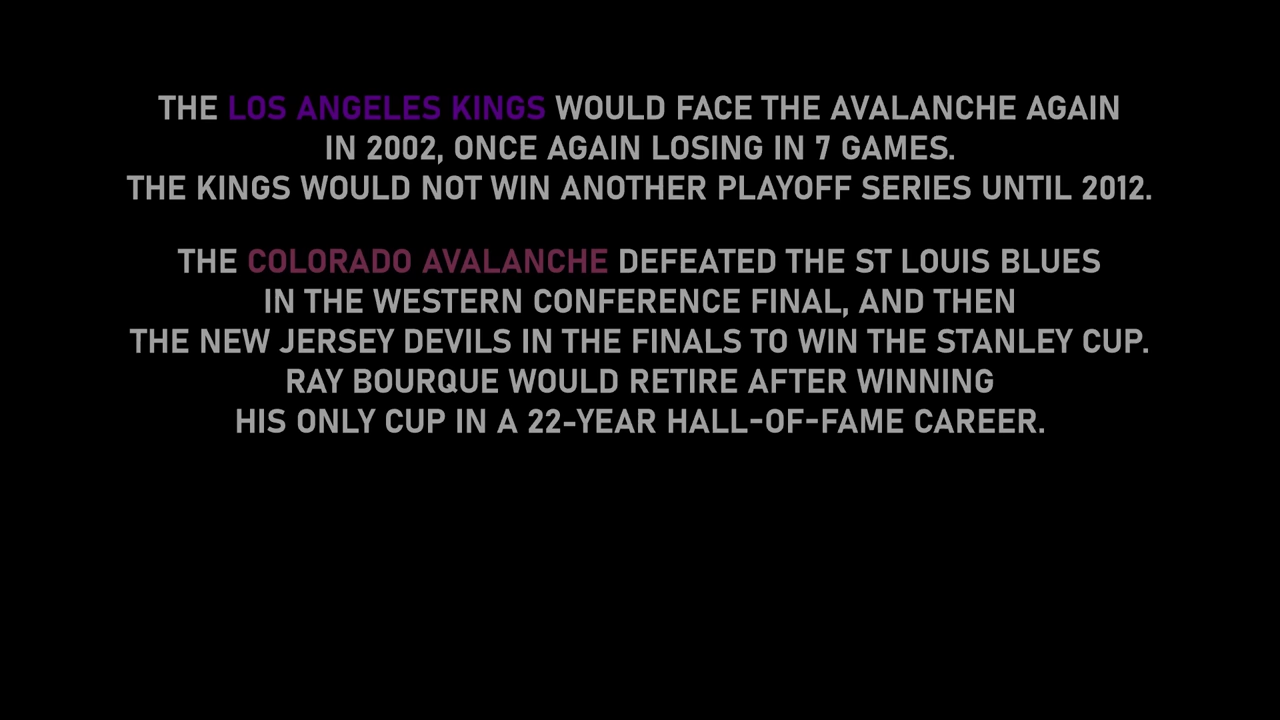 THE LOS ANGELES KINGS WOULD FACE THE AVALANCHE AGAIN
IN 2002, ONCE AGAIN LOSING IN 7 GAMES.
THE KINGS WOULD NOT WIN ANOTHER PLAYOFF SERIES UNTIL 2012.
THE COLORADO AVALANCHE DEFEATED THE ST LOUIS BLUES
IN THE WESTERN CONFERENCE FINAL, AND THEN
THE NEW JERSEY DEVILS IN THE FINALS TO WIN THE STANLEY CUP.
RAY BOURQUE WOULD RETIRE AFTER WINNING
HIS ONLY CUP IN A 22-YEAR HALL-OF-FAME CAREER.